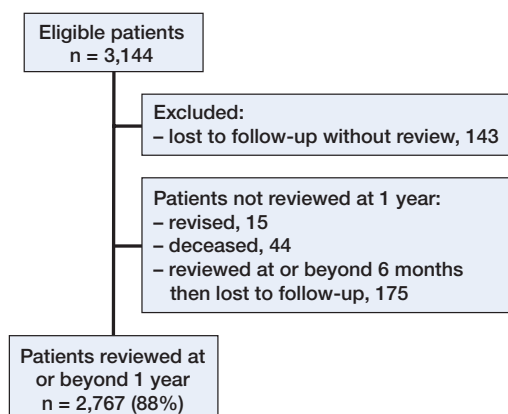 Eligible patients
n = 3,144
Excluded:
– lost to follow-up without review, 143
Patients not reviewed at 1 year:
– revised, 15
– deceased, 44
– reviewed at or beyond 6 months
then lost to follow-up, 175
Patients reviewed at
or beyond 1 year
n = 2,767 (88%)